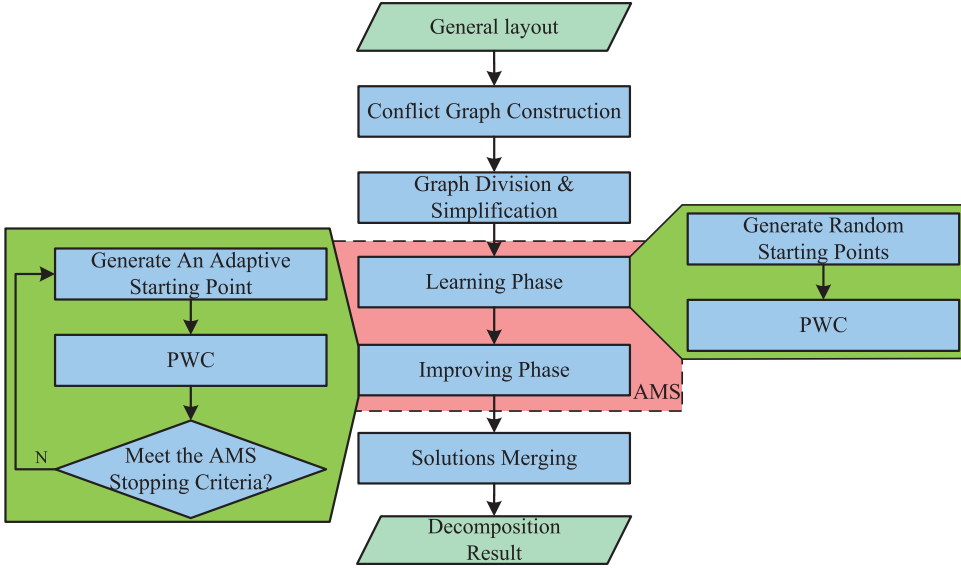 General layout
Conflict Graph Construction
Graph Division &
Simplification
Learning Phase
Improving Phase
AMS
Solutions Merging
Decomposition
Result
Generate An Adaptive
Starting Point
PWC
Meet the AMS
Stopping Criteria?
N
Generate Random
Starting Points
PWC